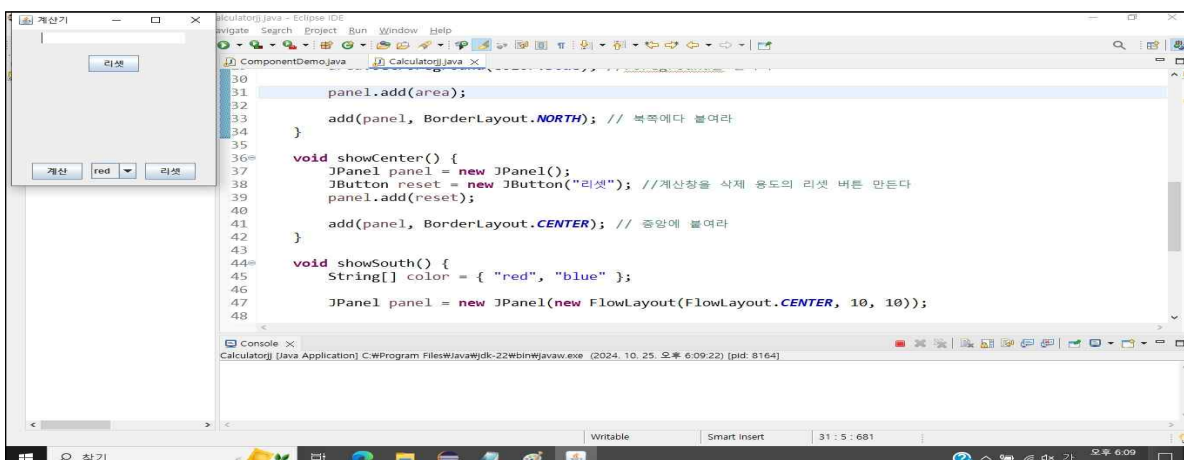 계산기
리셋
계산 red 리셋
alculatorjj.java - Eclipse IDE
avigate Search Project Run Window Help
ComponentDemo.java Calculatorjj.java
30
31 panel.add(area);
32
33 add(panel, BorderLayout.NORTH); // 북쪽에다 붙여라
34 }
35
36 void showCenter() {
37 JPanel panel = new JPanel();
38 JButton reset = new JButton("리셋"); //계산창을 삭제 용도의 리셋 버튼 만든다
39 panel.add(reset);
40
41 add(panel, BorderLayout.CENTER); // 중앙에 붙여라
42 }
43
44 void showSouth() {
45 String[] color = { "red", "blue" };
46
47 JPanel panel = new JPanel(new FlowLayout(FlowLayout.CENTER, 10, 10));
48
Console
Calculatorjj [Java Application] C:₩Program Files₩Java₩jdk-22₩bin₩javaw.exe (2024. 10. 25. 오후 6:09:22) [pid: 8164]
Writable Smart Insert 31 : 5 : 681
찾기
가 오후 6:09